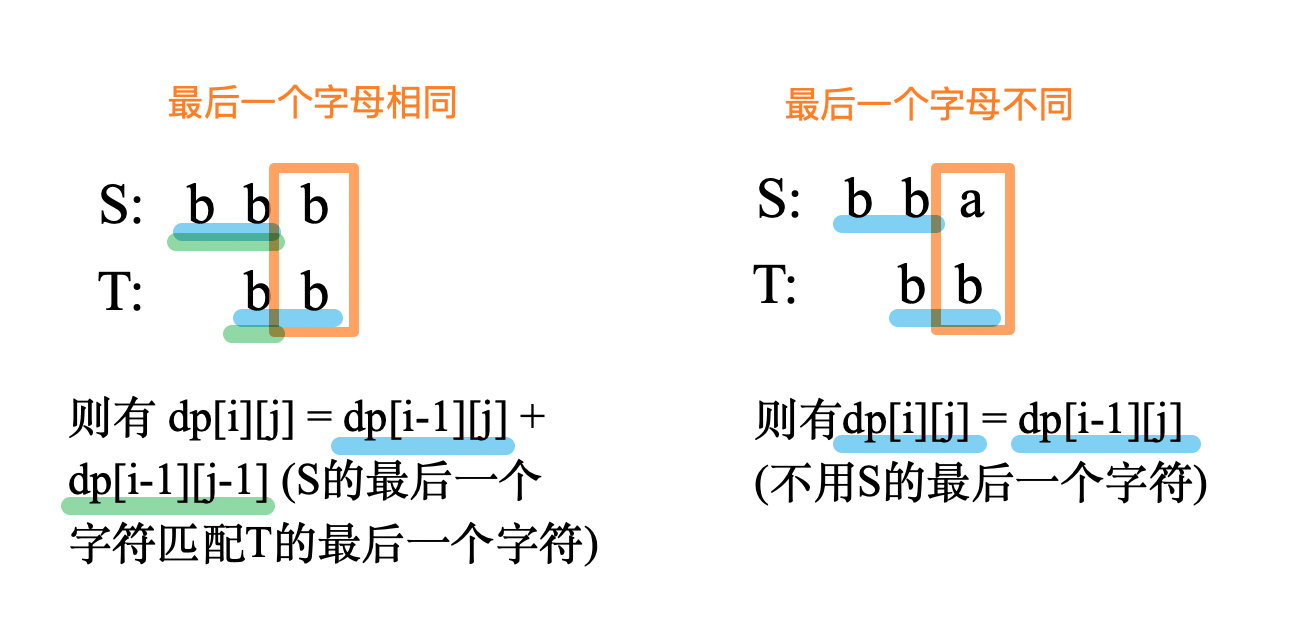 最后一个字母相同
S: b b b
T: b b
则有 dp[i][j] = dp[i-1][j] +
dp[i-1][j-1] (S的最后一个
字符匹配T的最后一个字符)
最后一个字母不同
S: b b a
T: b b
则有dp[i][j] = dp[i-1][j]
(不用S的最后一个字符)